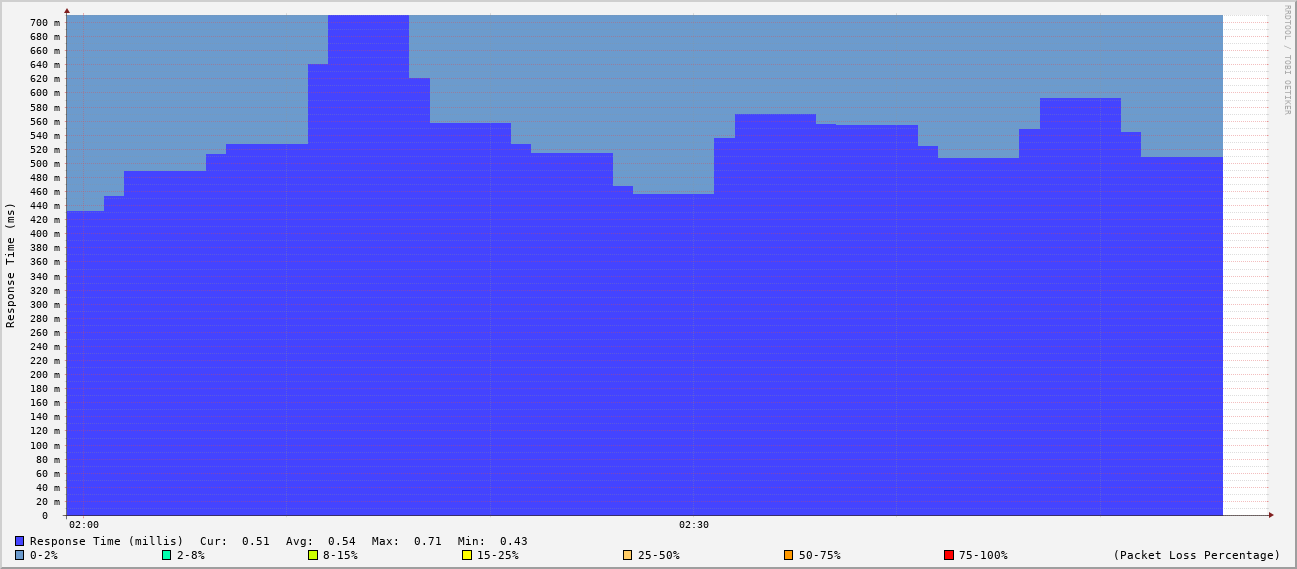 RRDTOOL / TOBI OETIKER
Response Time (ms)
700 m
680 m
660 m
640 m
620 m
600 m
580 m
560 m
540 m
520 m
500 m
480 m
460 m
440 m
420 m
400 m
380 m
360 m
340 m
320 m
300 m
280 m
260 m
240 m
220 m
200 m
180 m
160 m
140 m
120 m
100 m
80 m
60 m
40 m
20 m
0
02:00 02:30
Response Time (millis) Cur: 0.51 Avg: 0.54 Max: 0.71 Min: 0.43
0-2% 2-8% 8-15% 15-25% 25-50% 50-75% 75-100% (Packet Loss Percentage)